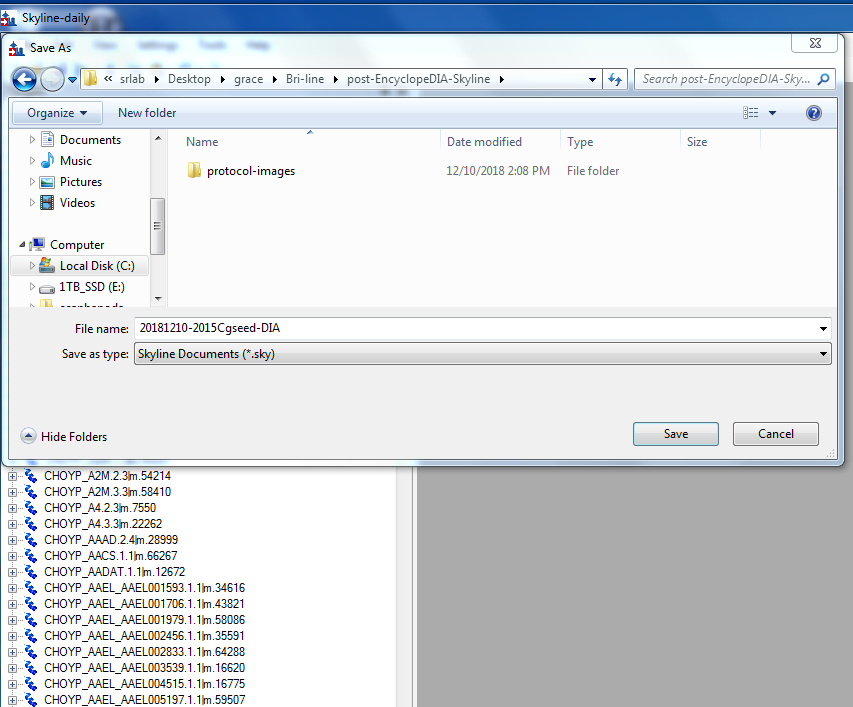 Skyline-daily
Save As
View Settings Tools Help
« srlab Desktop grace Bri-line post-EncyclopeDIA-Skyline
Search post-EncyclopeDIA-Sky...
Organize New folder
Documents
Music
Pictures
Videos
Computer
Local Disk (C:)
1TB_SSD (E:)
Name Date modified Type Size
protocol-images 12/10/2018 2:08 PM File folder
File name: 20181210-2015Cgseed-DIA
Save as type: Skyline Documents (*.sky)
Hide Folders
Save Cancel
CHOYP_A2M.2.3|m.54214
CHOYP_A2M.3.3|m.58410
CHOYP_A4.2.3|m.7550
CHOYP_A4.3.3|m.22262
CHOYP_AAAD.2.4|m.28999
CHOYP_AACS.1.1|m.66267
CHOYP_AADAT.1.1|m.12672
CHOYP_AAEL_AAEL001593.1.1|m.34616
CHOYP_AAEL_AAEL001706.1.1|m.43821
CHOYP_AAEL_AAEL001979.1.1|m.58086
CHOYP_AAEL_AAEL002456.1.1|m.35591
CHOYP_AAEL_AAEL002833.1.1|m.64288
CHOYP_AAEL_AAEL003539.1.1|m.16620
CHOYP_AAEL_AAEL004515.1.1|m.16775
CHOYP_AAEL_AAEL005197.1.1|m.59507